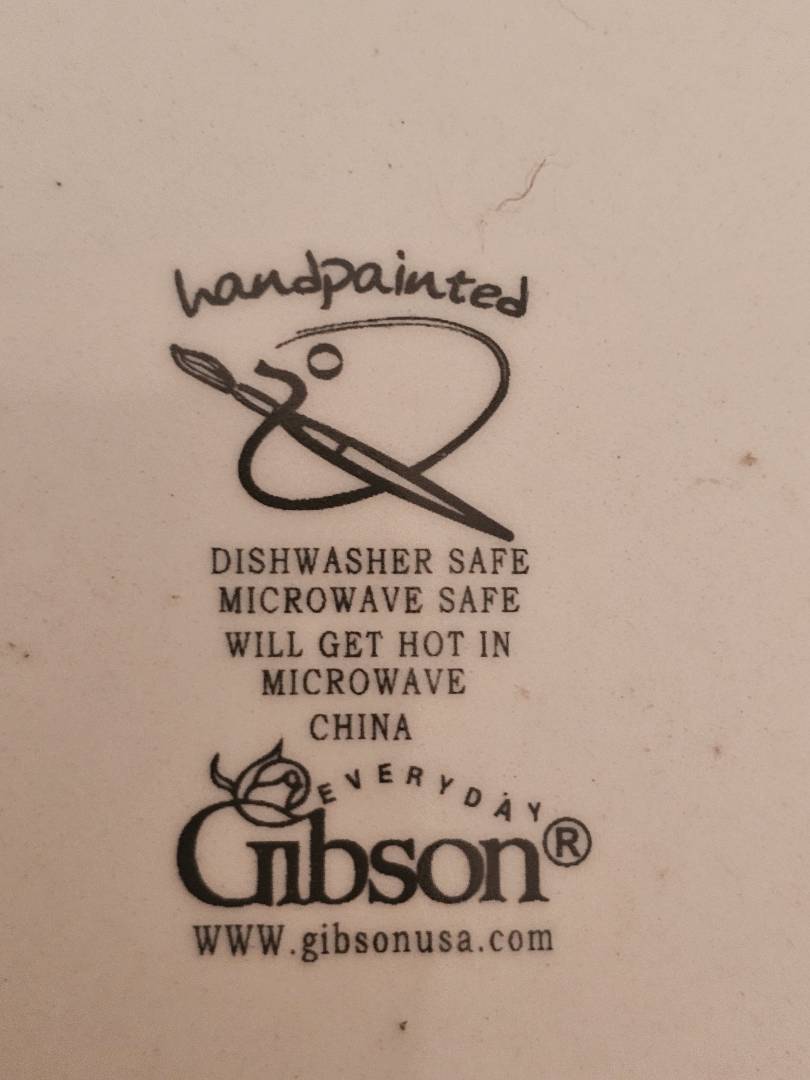 handpainted
DISHWASHER SAFE
MICROWAVE SAFE
WILL GET HOT IN
MICROWAVE
CHINA
EVERYDAY
Gibson®
WWW.gibsonusa.com